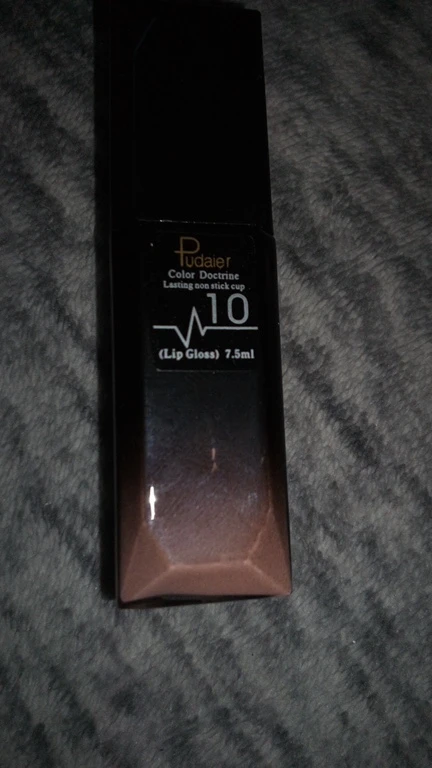 Pudaier
Color Doctrine
Lasting non stick cup
10
(Lip Gloss) 7.5ml